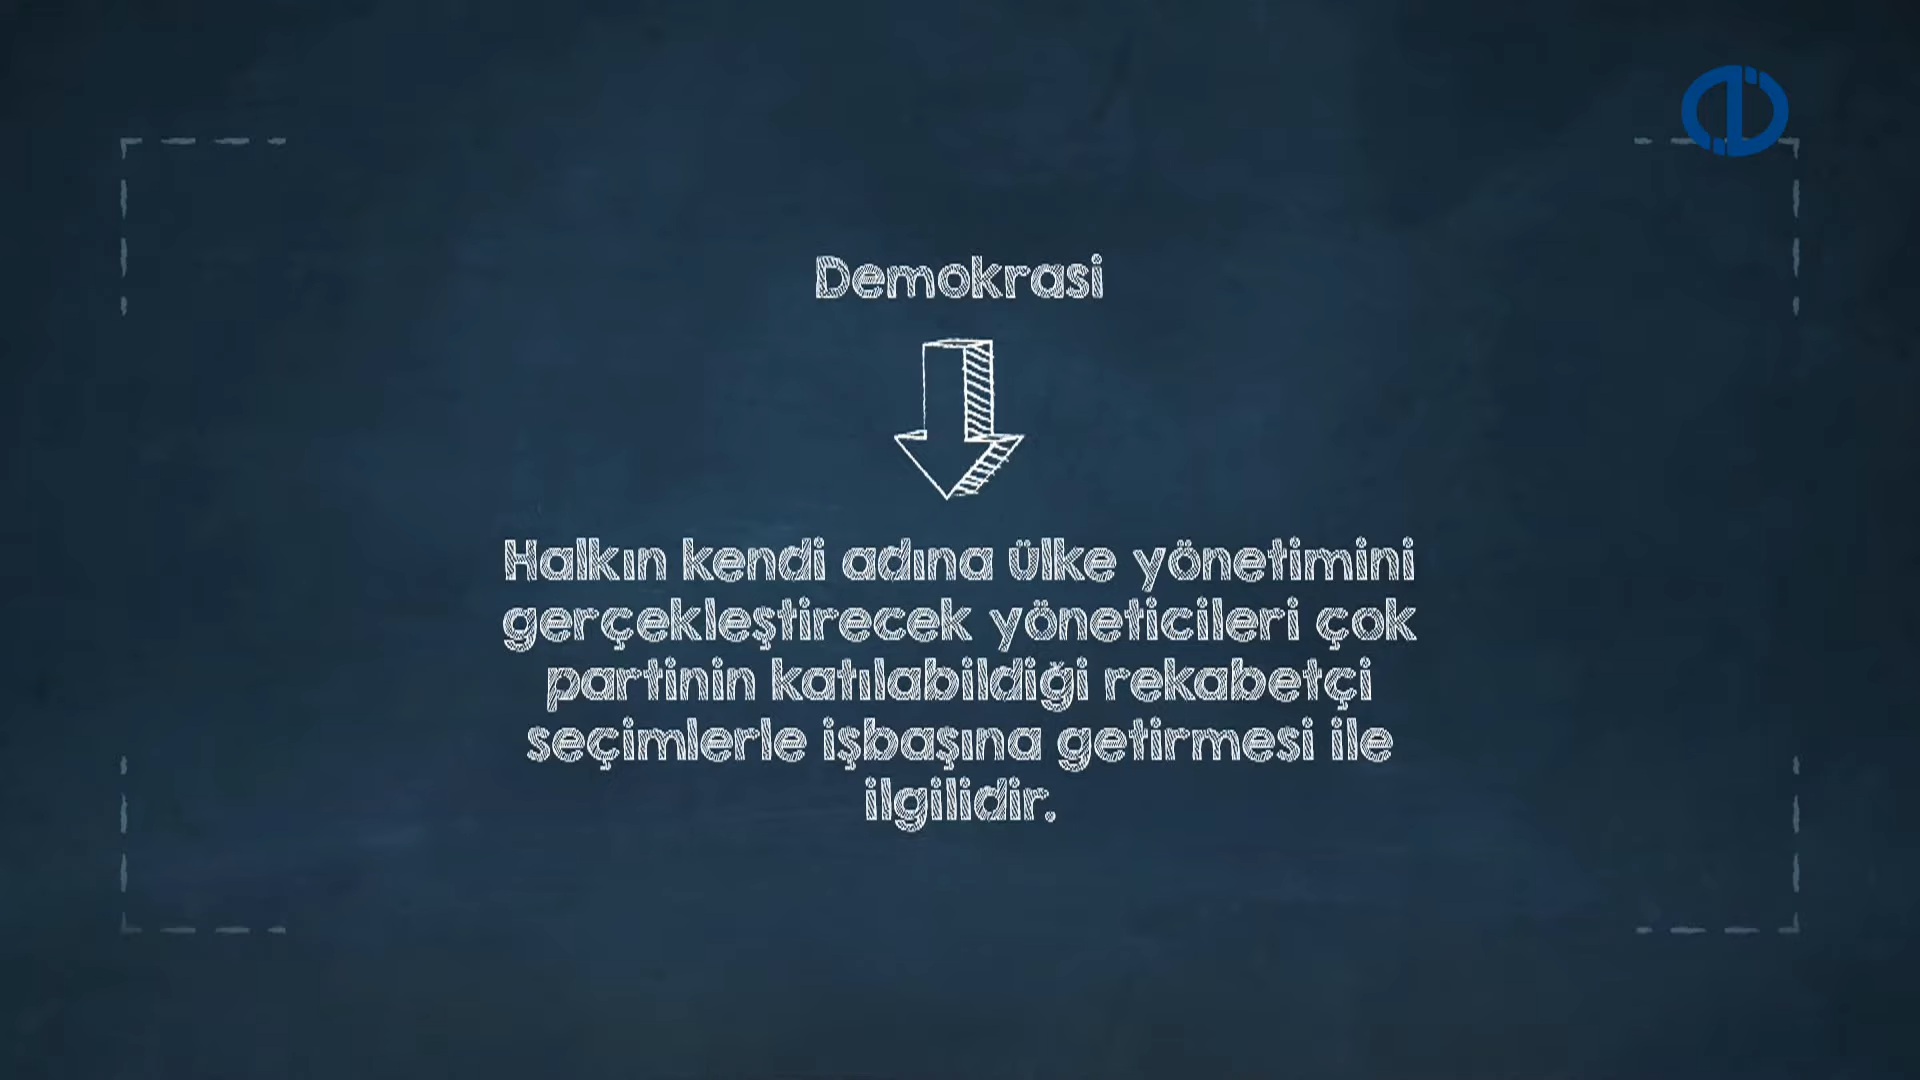 Demokrasi
Halkın kendi adına ülke yönetimini
gerçekleştirecek yöneticileri çok
partinin katılabildiği rekabetçi
seçimlerle işbaşına getirmesi ile
ilgilidir.